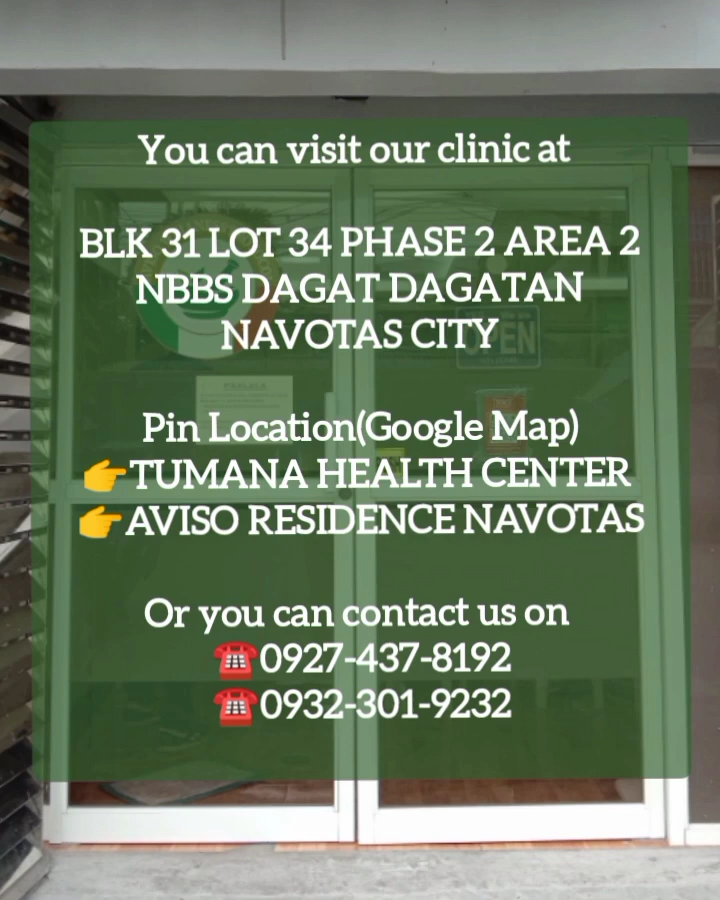 You can visit our clinic at
BLK 31 LOT 34 PHASE 2 AREA 2
NBBS DAGAT DAGATAN
NAVOTAS CITY
Pin Location(Google Map)
👉TUMANA HEALTH CENTER
👉AVISO RESIDENCE NAVOTAS
Or you can contact us on
☎️0927-437-8192
☎️0932-301-9232
OPEN